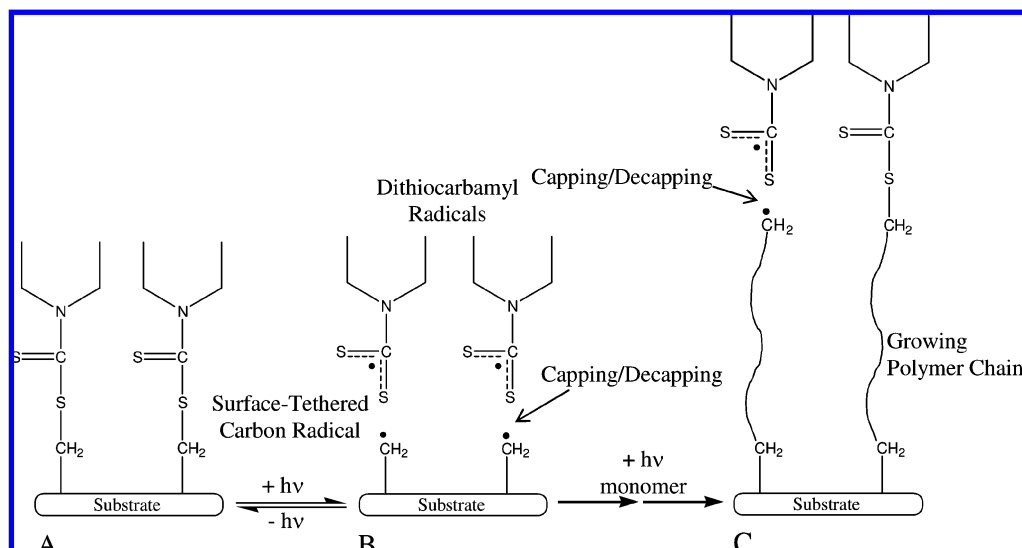 N
N
S
C
S
C
S
S
CH2
CH2
Substrate
A
+ hν
- hν
Dithiocarbamyl
Radicals
N
N
S
C
S
C
S
S
Surface-Tethered
Carbon Radical
Capping/Decapping
CH2
CH2
Substrate
B
+ hν
monomer
N
N
S
C
S
C
S
S
Capping/Decapping
CH2
CH2
Growing
Polymer Chain
CH2
CH2
Substrate
C